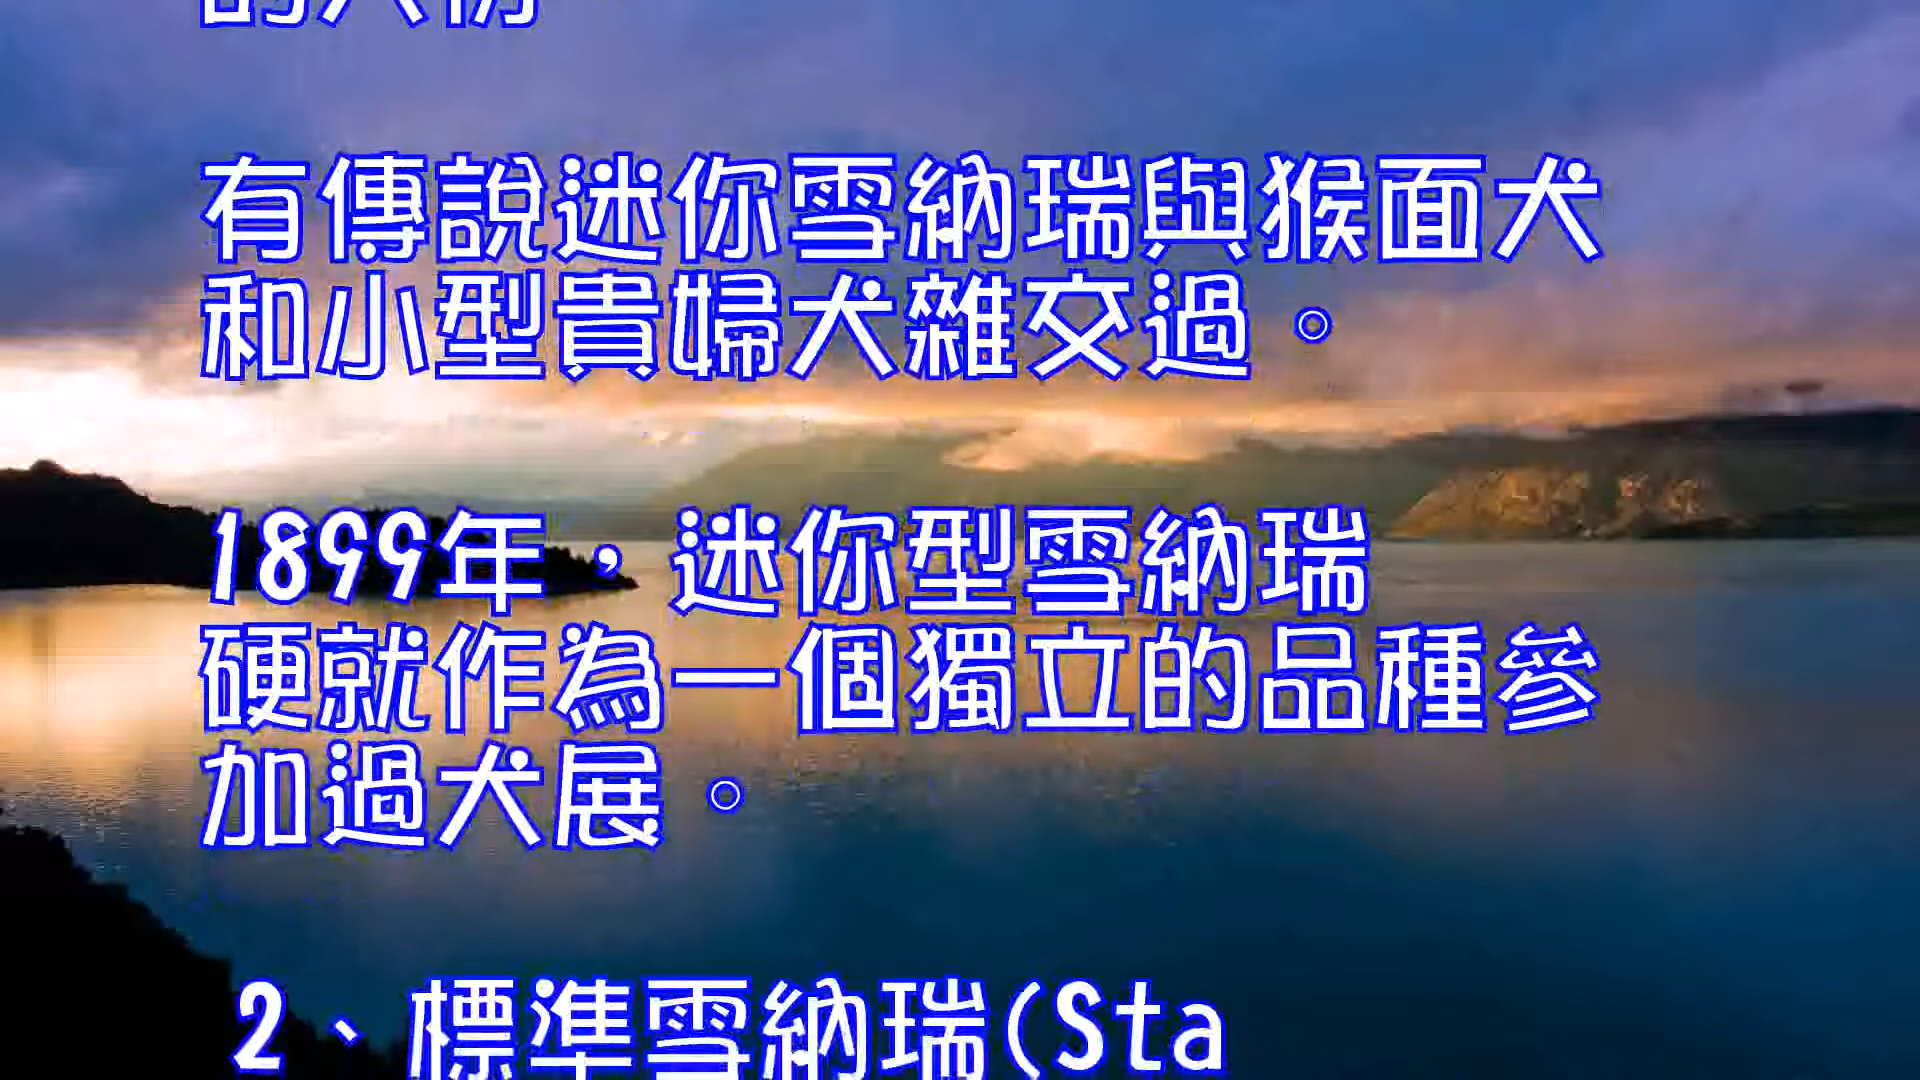 有傳說迷你雪納瑞與猴面犬
和小型貴婦犬雜交過。
1899年，迷你型雪納瑞
硬就作為一個獨立的品種參
加過犬展。
2、標準雪納瑞(Sta